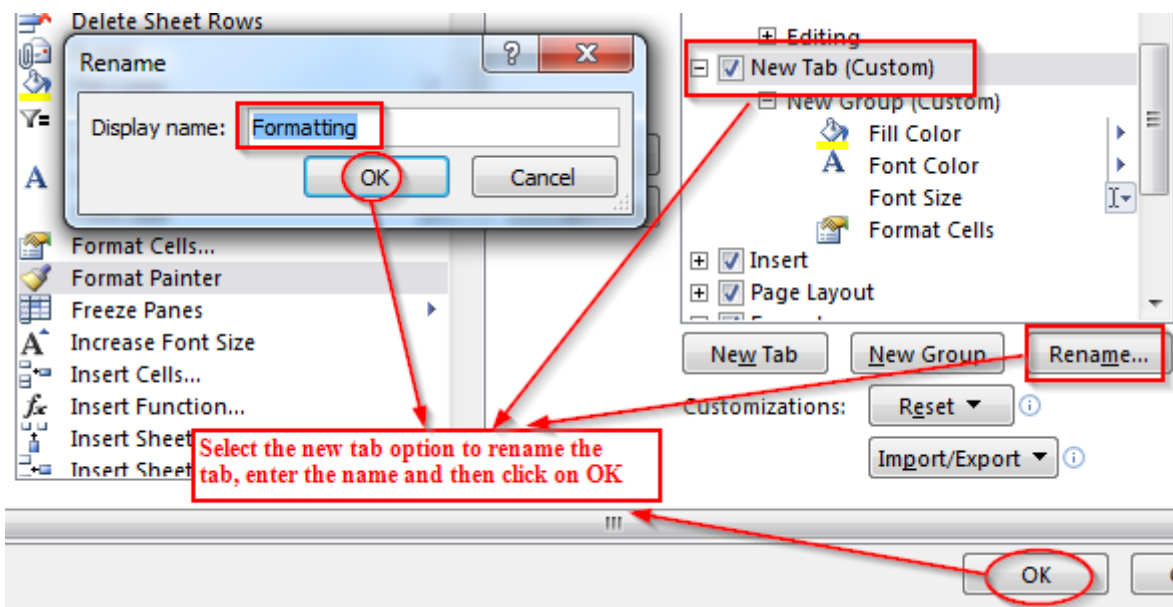 Delete Sheet Rows
Rename
Display name: Formatting
OK
Cancel
Format Cells...
Format Painter
Freeze Panes
Increase Font Size
Insert Cells...
Insert Function...
Insert Sheet
Insert Sheet
Editing
New Tab (Custom)
New Group (Custom)
Fill Color
Font Color
Font Size
Format Cells
Insert
Page Layout
New Tab
New Group
Rename...
Customizations:
Reset
Import/Export
Select the new tab option to rename the
tab, enter the name and then click on OK
OK